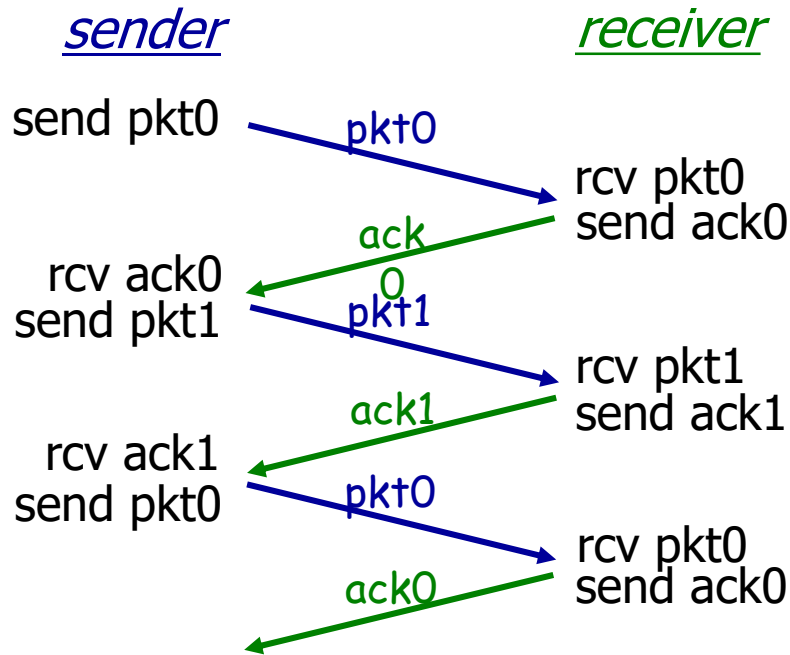 sender
receiver
send pkt0
pkt0
rcv pkt0
send ack0
ack
0
rcv ack0
send pkt1
pkt1
rcv pkt1
send ack1
ack1
rcv ack1
send pkt0
pkt0
rcv pkt0
send ack0
ack0